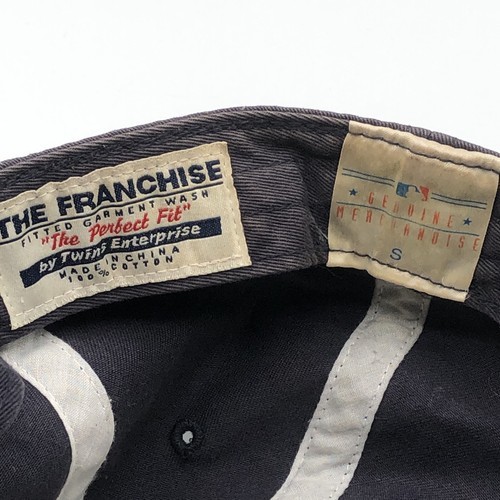 THE FRANCHISE
FITTED GARMENT WASH
"The Perfect Fit"
by Twins Enterprise
MADE IN CHINA
100% COTTON
GENUINE
MERCHANDISE
S